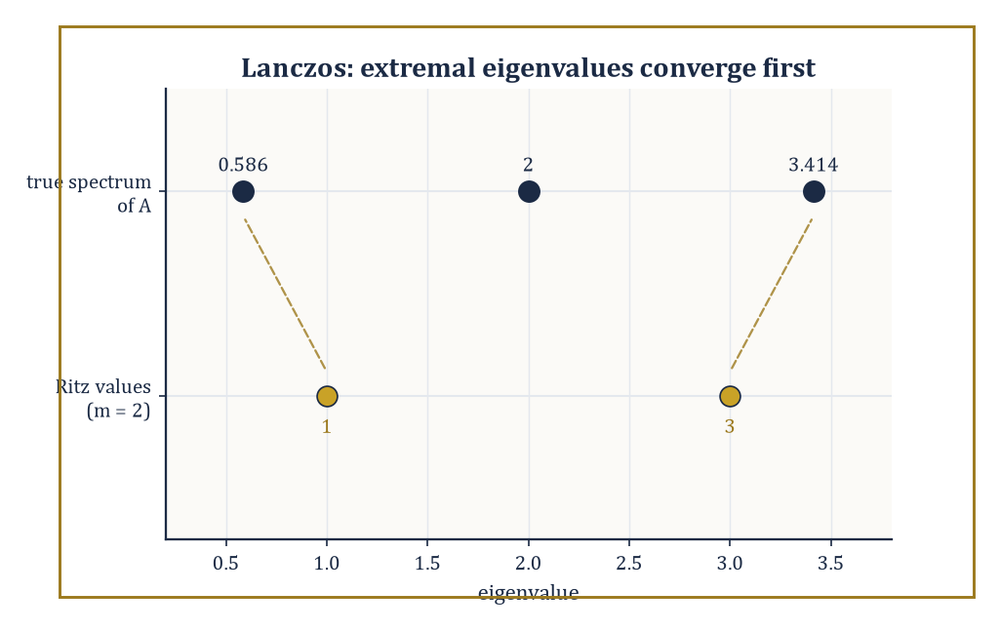 Lanczos: extremal eigenvalues converge first
0.586
2
3.414
true spectrum
of A
Ritz values
(m = 2)
1
3
0.5
1.0
1.5
2.0
2.5
3.0
3.5
eigenvalue